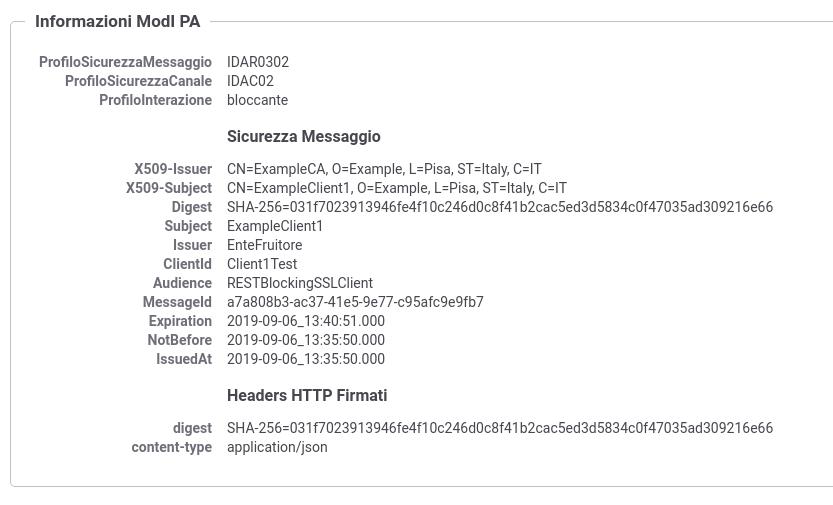 Informazioni ModI PA
ProfiloSicurezzaMessaggio IDAR0302
ProfiloSicurezzaCanale IDAC02
ProfiloInterazione bloccante
Sicurezza Messaggio
X509-Issuer CN=ExampleCA, O=Example, L=Pisa, ST=Italy, C=IT
X509-Subject CN=ExampleClient1, O=Example, L=Pisa, ST=Italy, C=IT
Digest SHA-256=031f7023913946fe4f10c246d0c8f41b2cac5ed3d5834c0f47035ad309216e66
Subject ExampleClient1
Issuer EnteFruitore
ClientId Client1Test
Audience RESTBlockingSSLClient
MessageId a7a808b3-ac37-41e5-9e77-c95afc9e9fb7
Expiration 2019-09-06_13:40:51.000
NotBefore 2019-09-06_13:35:50.000
IssuedAt 2019-09-06_13:35:50.000
Headers HTTP Firmati
digest SHA-256=031f7023913946fe4f10c246d0c8f41b2cac5ed3d5834c0f47035ad309216e66
content-type application/json